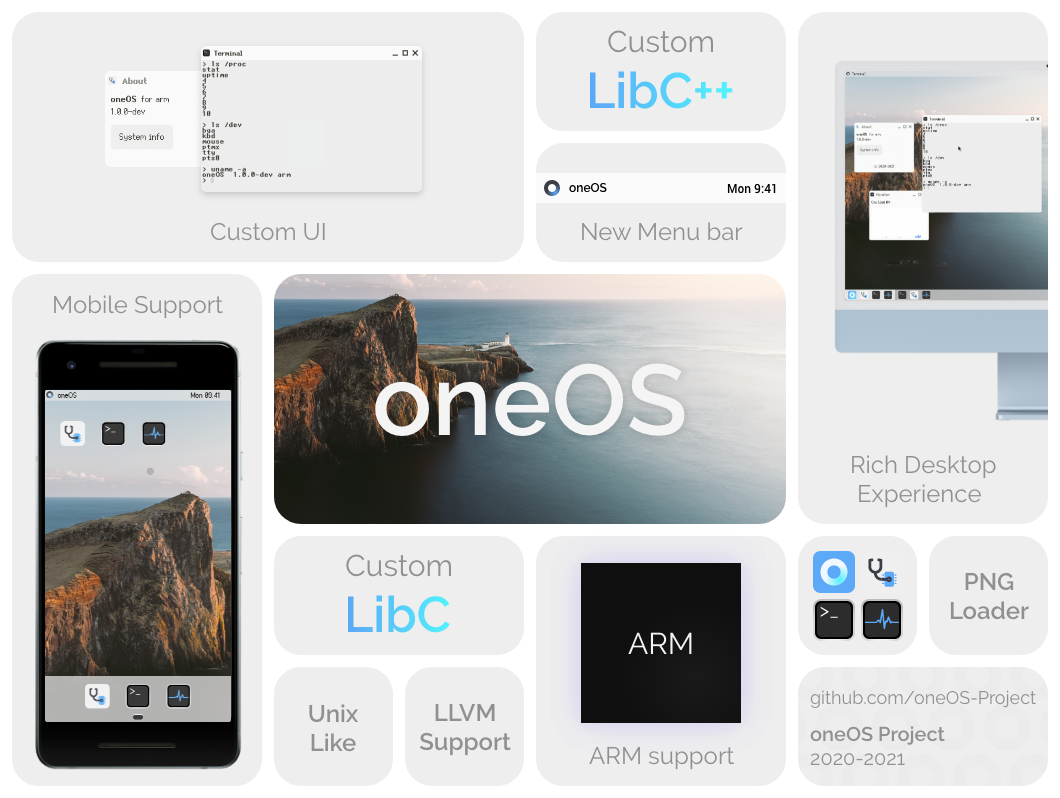 Terminal
> ls /proc
stat
uptime
4
5
6
7
8
9
10
> ls /dev
bga
kbd
mouse
ptmx
tty
pts0
> uname -a
oneOS 1.0.0-dev arm
>
About
oneOS for arm
1.0.0-dev
System info
Custom UI
Custom
LibC++
oneOS
Mon 9:41
New Menu bar
Terminal
Rich Desktop
Experience
Mobile Support
oneOS
Mon 09:41
>_
>_
oneOS
Custom
LibC
Unix
Like
LLVM
Support
ARM
ARM support
>_
PNG
Loader
github.com/oneOS-Project
oneOS Project
2020-2021